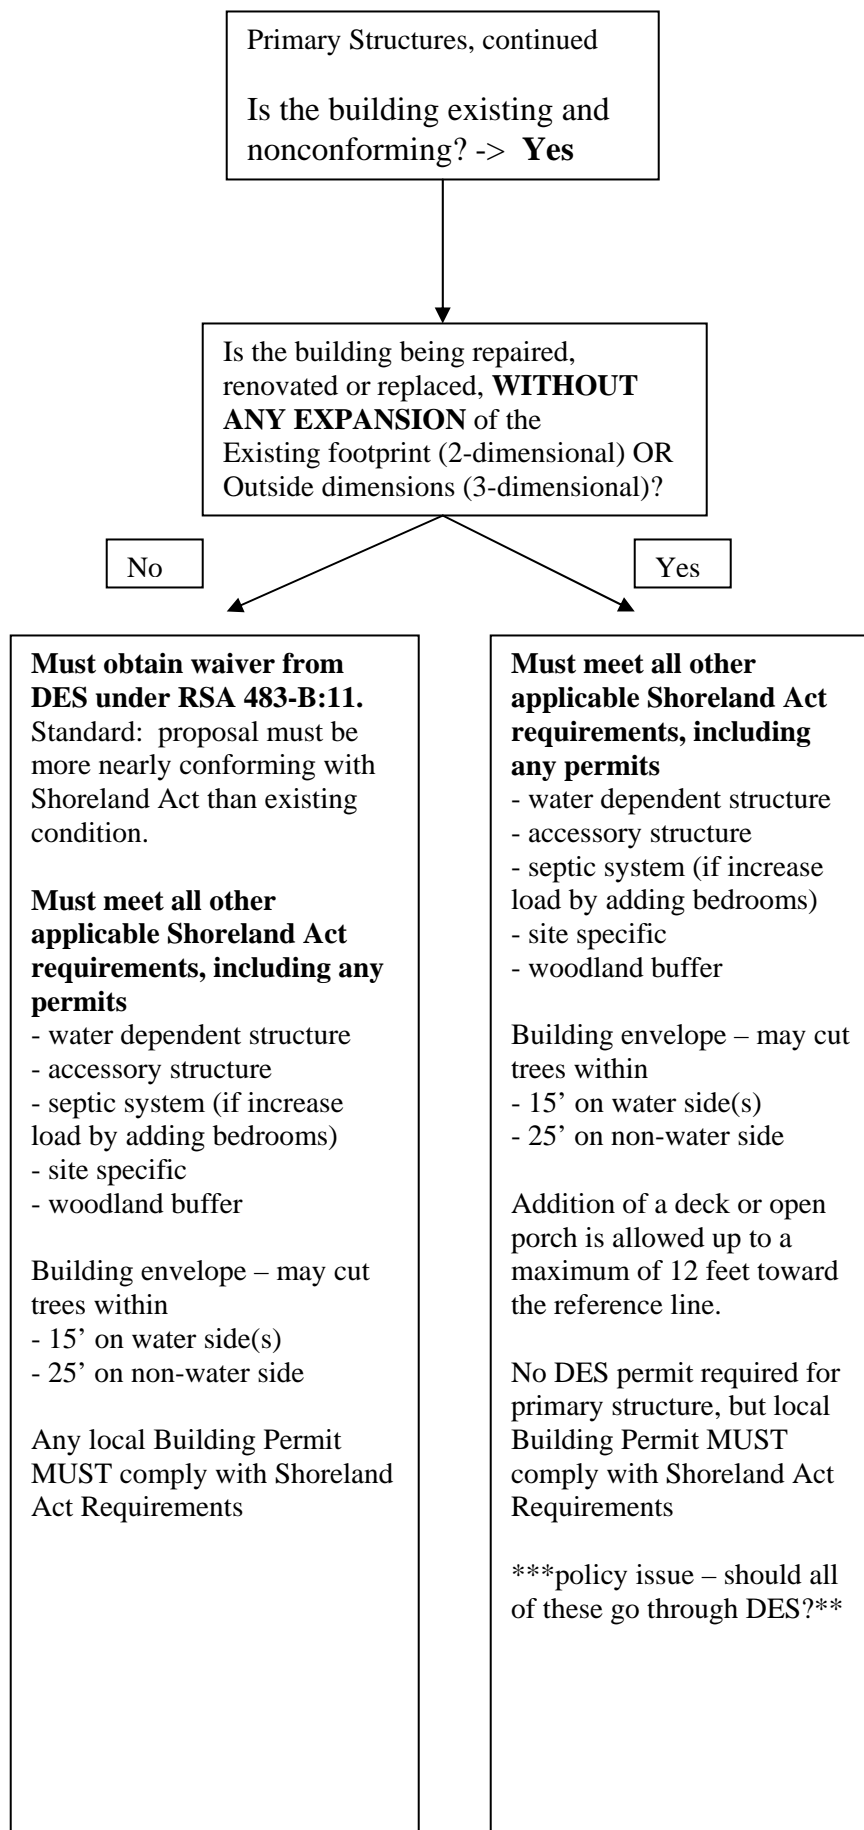 Primary Structures, continued
Is the building existing and
nonconforming? -> Yes
Is the building being repaired,
renovated or replaced, WITHOUT
ANY EXPANSION of the
Existing footprint (2-dimensional) OR
Outside dimensions (3-dimensional)?
No
Yes
Must obtain waiver from
DES under RSA 483-B:11.
Standard:  proposal must be
more nearly conforming with
Shoreland Act than existing
condition.
Must meet all other
applicable Shoreland Act
requirements, including any
permits
- water dependent structure
- accessory structure
- septic system (if increase
load by adding bedrooms)
- site specific
- woodland buffer
Building envelope – may cut
trees within
- 15’ on water side(s)
- 25’ on non-water side
Any local Building Permit
MUST comply with Shoreland
Act Requirements
Must meet all other
applicable Shoreland Act
requirements, including
any permits
- water dependent structure
- accessory structure
- septic system (if increase
load by adding bedrooms)
- site specific
- woodland buffer
Building envelope – may cut
trees within
- 15’ on water side(s)
- 25’ on non-water side
Addition of a deck or open
porch is allowed up to a
maximum of 12 feet toward
the reference line.
No DES permit required for
primary structure, but local
Building Permit MUST
comply with Shoreland Act
Requirements
***policy issue – should all
of these go through DES?**